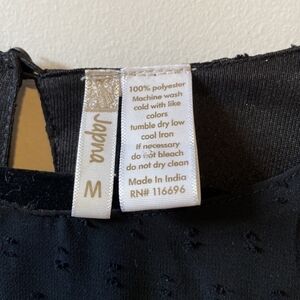 Japna
M
100% polyester
Machine wash
cold with like
colors
tumble dry low
cool Iron
If necessary
do not bleach
do not dry clean
Made In India
RN# 116696